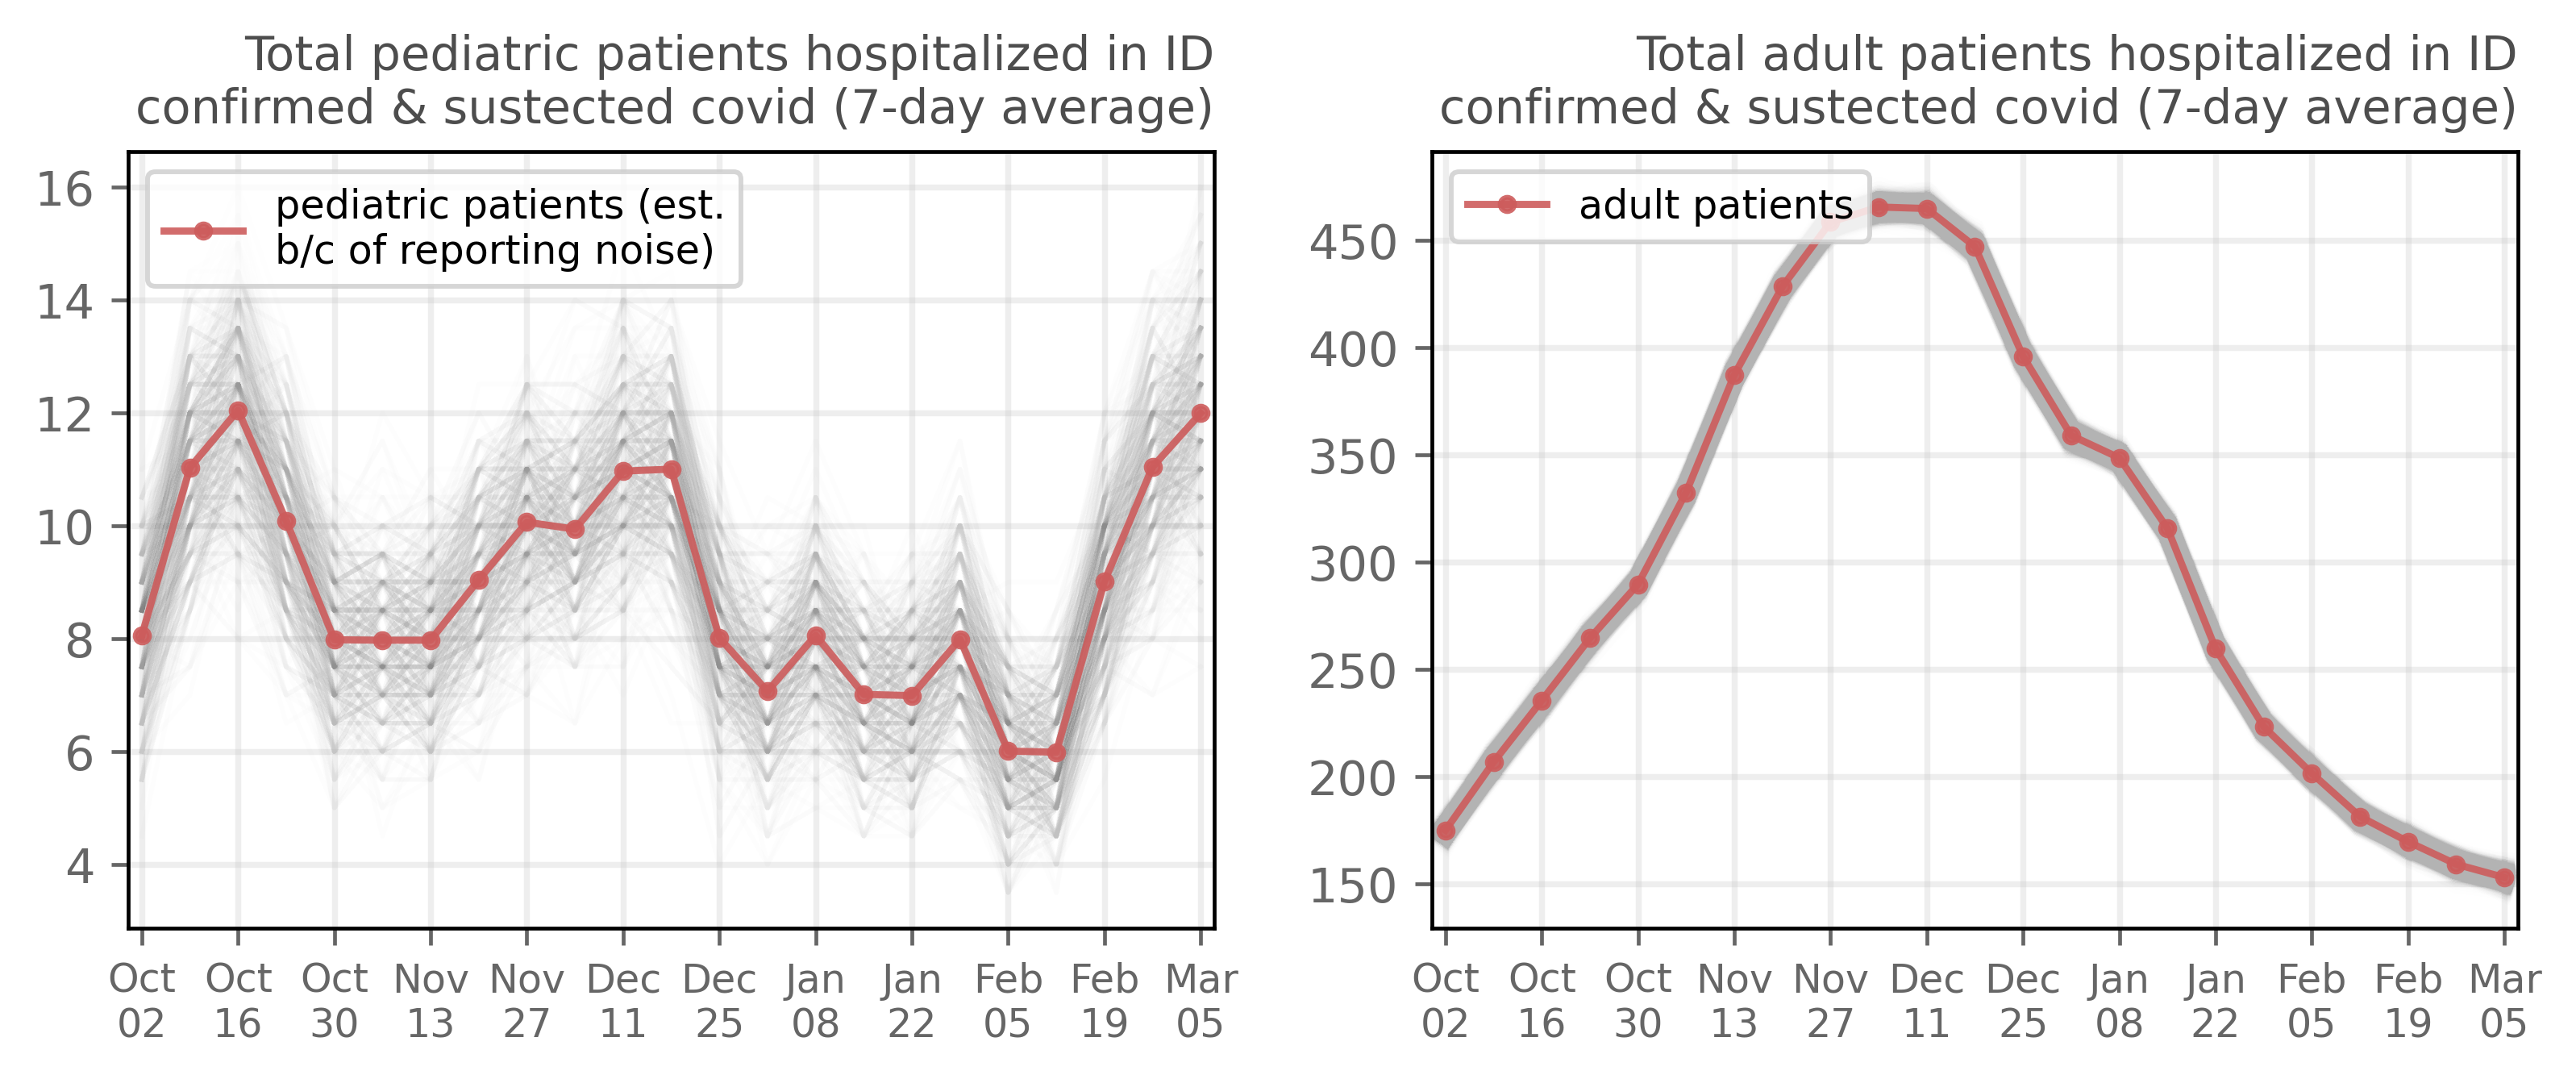 Total pediatric patients hospitalized in ID
confirmed & sustected covid (7-day average)
pediatric patients (est.
b/c of reporting noise)
16
14
12
10
8
6
4
Oct Oct Oct Nov Nov Dec Dec Jan Jan Feb Feb Mar
02 16 30 13 27 11 25 08 22 05 19 05
Total adult patients hospitalized in ID
confirmed & sustected covid (7-day average)
adult patients
450
400
350
300
250
200
150
Oct Oct Oct Nov Nov Dec Dec Jan Jan Feb Feb Mar
02 16 30 13 27 11 25 08 22 05 19 05